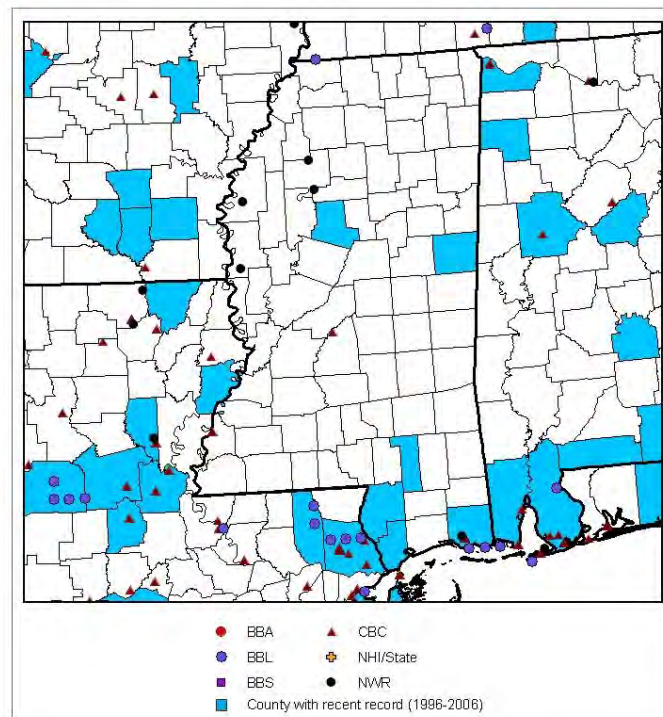 BBA
CBC
BBL
NHI/State
BBS
NWR
County with recent record (1996-2006)